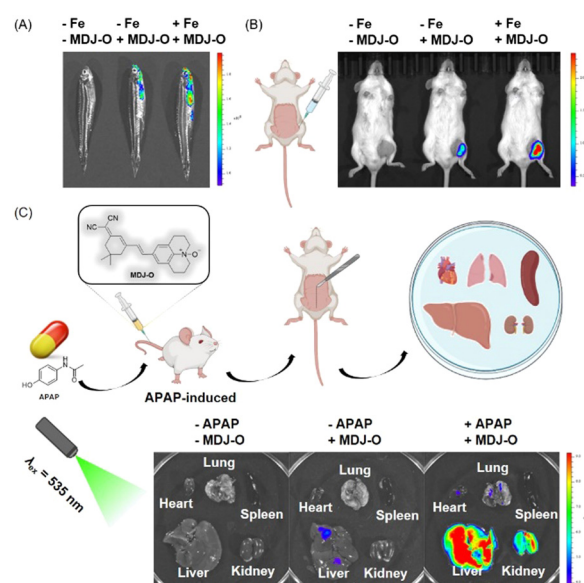 (A)
- Fe - Fe + Fe
- MDJ-O + MDJ-O + MDJ-O
(B)
- Fe - Fe + Fe
- MDJ-O + MDJ-O + MDJ-O
(C)
NC CN
N+ O-
MDJ-O
APAP
HO
H
N
O
APAP-induced
λex = 535 nm
- APAP - APAP + APAP
- MDJ-O + MDJ-O + MDJ-O
Lung Lung Lung
Heart Spleen Heart Spleen Heart Spleen
Liver Kidney Liver Kidney Liver Kidney